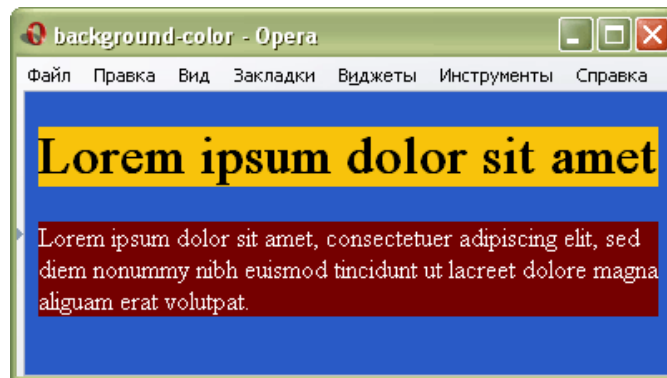 background-color - Opera
Файл Правка Вид Закладки Виджеты Инструменты Справка
Lorem ipsum dolor sit amet
Lorem ipsum dolor sit amet, consectetuer adipiscing elit, sed
diem nonummy nibh euismod tincidunt ut lacreet dolore magna
aliguam erat volutpat.